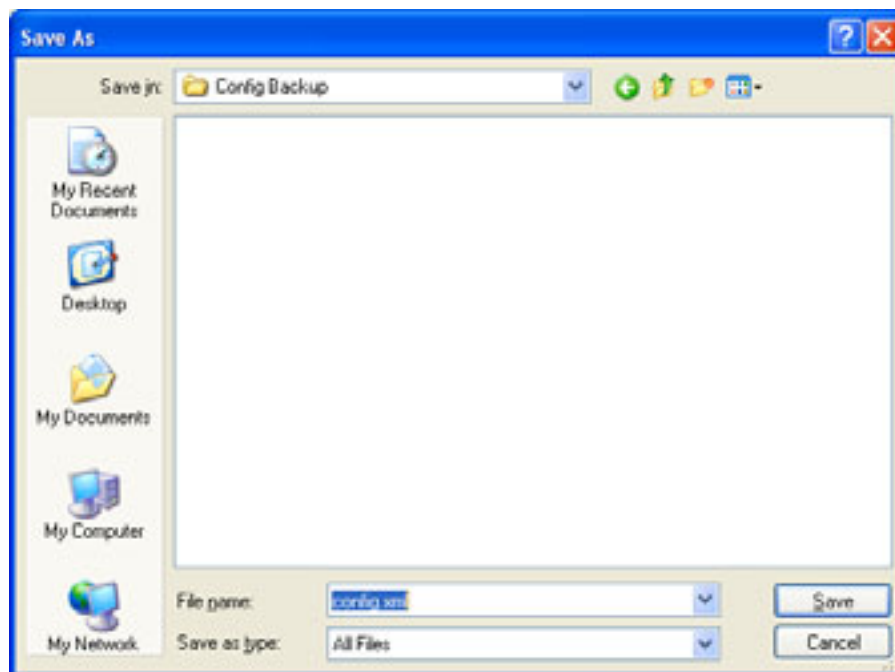 Save As
Save in: Config Backup
My Recent
Documents
Desktop
My Documents
My Computer
My Network
File name: config.xml
Save as type: All Files
Save
Cancel